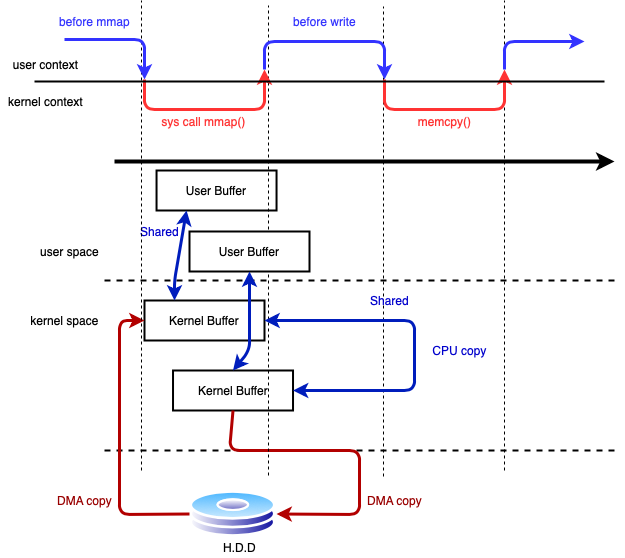 before mmap
before write
user context
kernel context
sys call mmap()
memcpy()
User Buffer
Shared
User Buffer
user space
Shared
kernel space
Kernel Buffer
CPU copy
Kernel Buffer
DMA copy
DMA copy
H.D.D